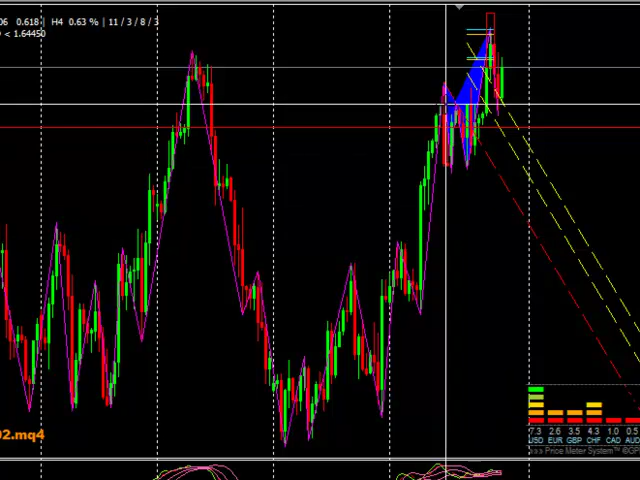 06 0.618 | H4 0.63 % | 11 / 3 / 8 / 3
< 1.64450
02.mq4
7.3 2.6 3.5 4.3 1.0 0.5
USD EUR GBP CHF CAD AUD
>>> Price Meter System™ ©GP